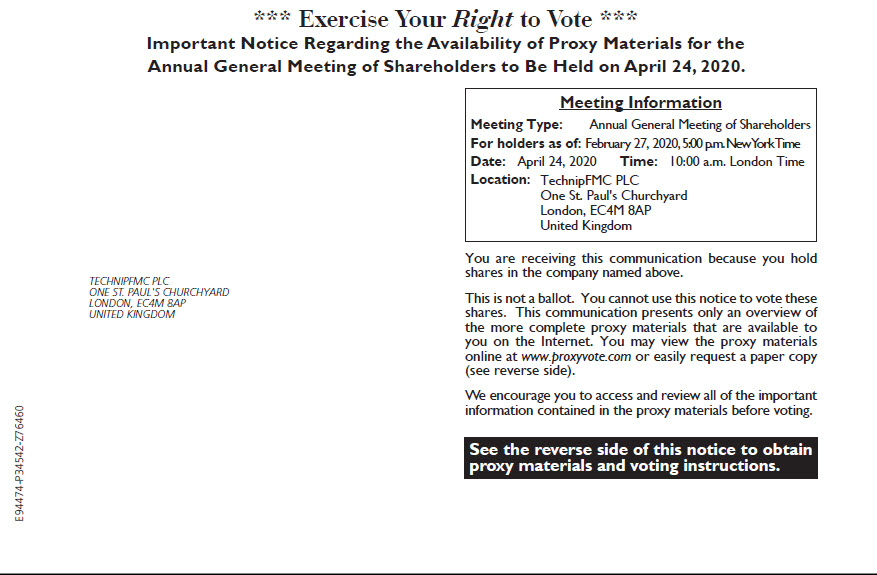 *** Exercise Your Right to Vote ***
Important Notice Regarding the Availability of Proxy Materials for the
Annual General Meeting of Shareholders to Be Held on April 24, 2020.
Meeting Information
Meeting Type: Annual General Meeting of Shareholders
For holders as of: February 27, 2020, 5:00 p.m. New York Time
Date: April 24, 2020 Time: 10:00 a.m. London Time
Location: TechnipFMC PLC
One St. Paul's Churchyard
London, EC4M 8AP
United Kingdom
TECHNIPFMC PLC
ONE ST. PAUL'S CHURCHYARD
LONDON, EC4M 8AP
UNITED KINGDOM
You are receiving this communication because you hold
shares in the company named above.
This is not a ballot. You cannot use this notice to vote these
shares. This communication presents only an overview of
the more complete proxy materials that are available to
you on the Internet. You may view the proxy materials
online at www.proxyvote.com or easily request a paper copy
(see reverse side).
We encourage you to access and review all of the important
information contained in the proxy materials before voting.
See the reverse side of this notice to obtain
proxy materials and voting instructions.
E94474-P34542-Z76460